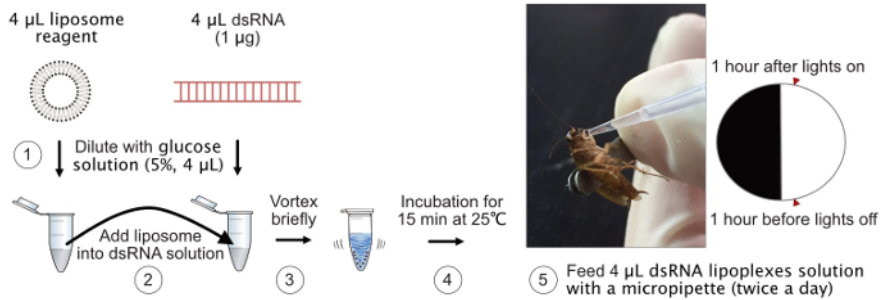 4 μL liposome
reagent
4 μL dsRNA
(1 μg)
1
Dilute with glucose
solution (5%, 4 μL)
Add liposome
into dsRNA solution
2
Vortex
briefly
3
Incubation for
15 min at 25℃
4
1 hour after lights on
1 hour before lights off
5 Feed 4 μL dsRNA lipoplexes solution
with a micropipette (twice a day)